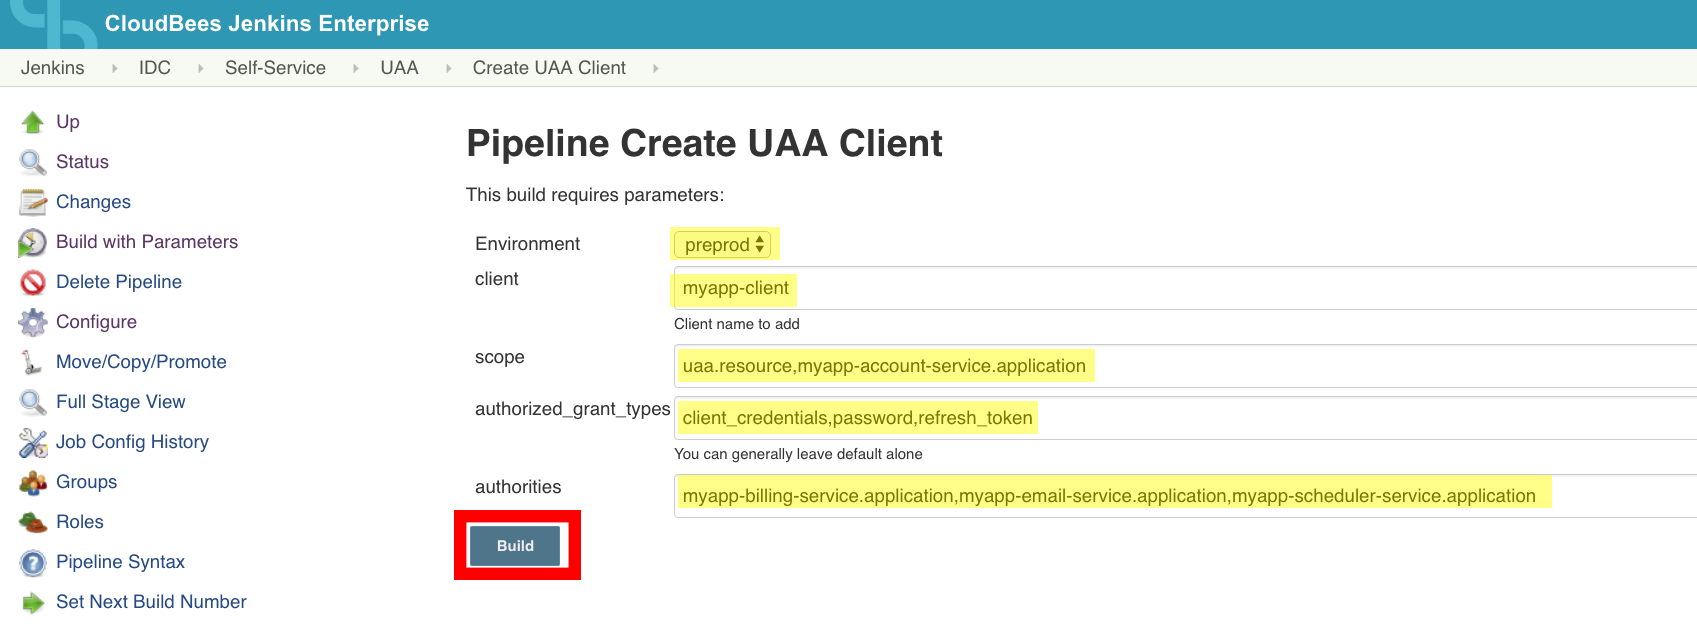 CloudBees Jenkins Enterprise
Jenkins IDC Self-Service UAA Create UAA Client
Up
Status
Changes
Build with Parameters
Delete Pipeline
Configure
Move/Copy/Promote
Full Stage View
Job Config History
Groups
Roles
Pipeline Syntax
Set Next Build Number
Pipeline Create UAA Client
This build requires parameters:
Environment preprod
client myapp-client
Client name to add
scope uaa.resource,myapp-account-service.application
authorized_grant_types client_credentials,password,refresh_token
You can generally leave default alone
authorities myapp-billing-service.application,myapp-email-service.application,myapp-scheduler-service.application
Build